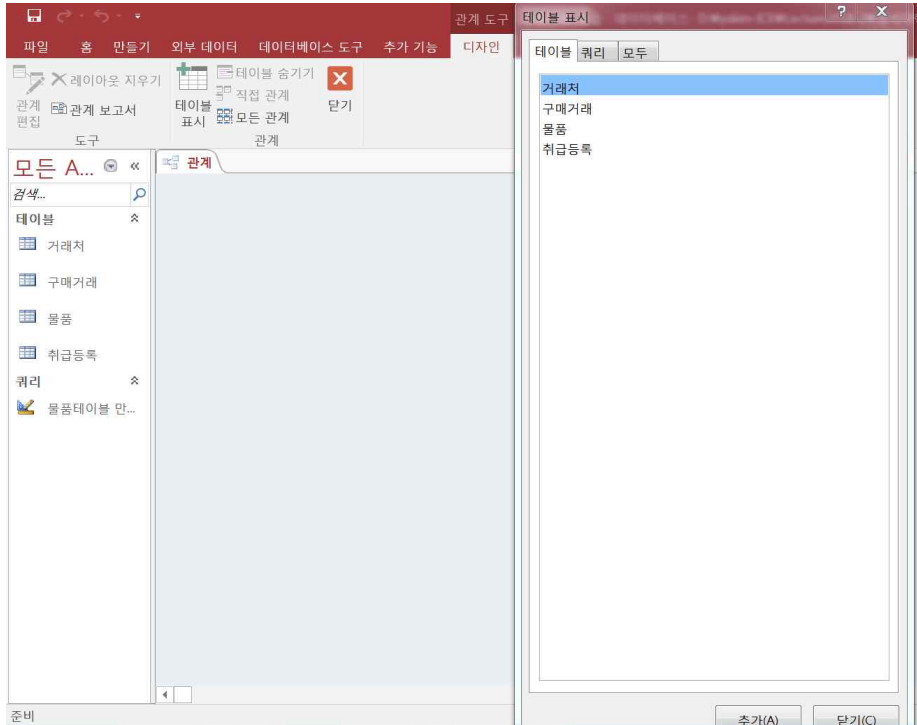 관계 도구
테이블 표시
? X
파일 홈 만들기 외부 데이터 데이터베이스 도구 추가 기능 디자인
레이아웃 지우기
관계 편집
관계 보고서
도구
테이블 표시
테이블 숨기기
직접 관계
모든 관계
닫기
관계
모든 A... «
검색...
테이블
거래처
구매거래
물품
취급등록
쿼리
물품테이블 만...
관계
테이블 쿼리 모두
거래처
구매거래
물품
취급등록
추가(A) 닫기(C)
준비